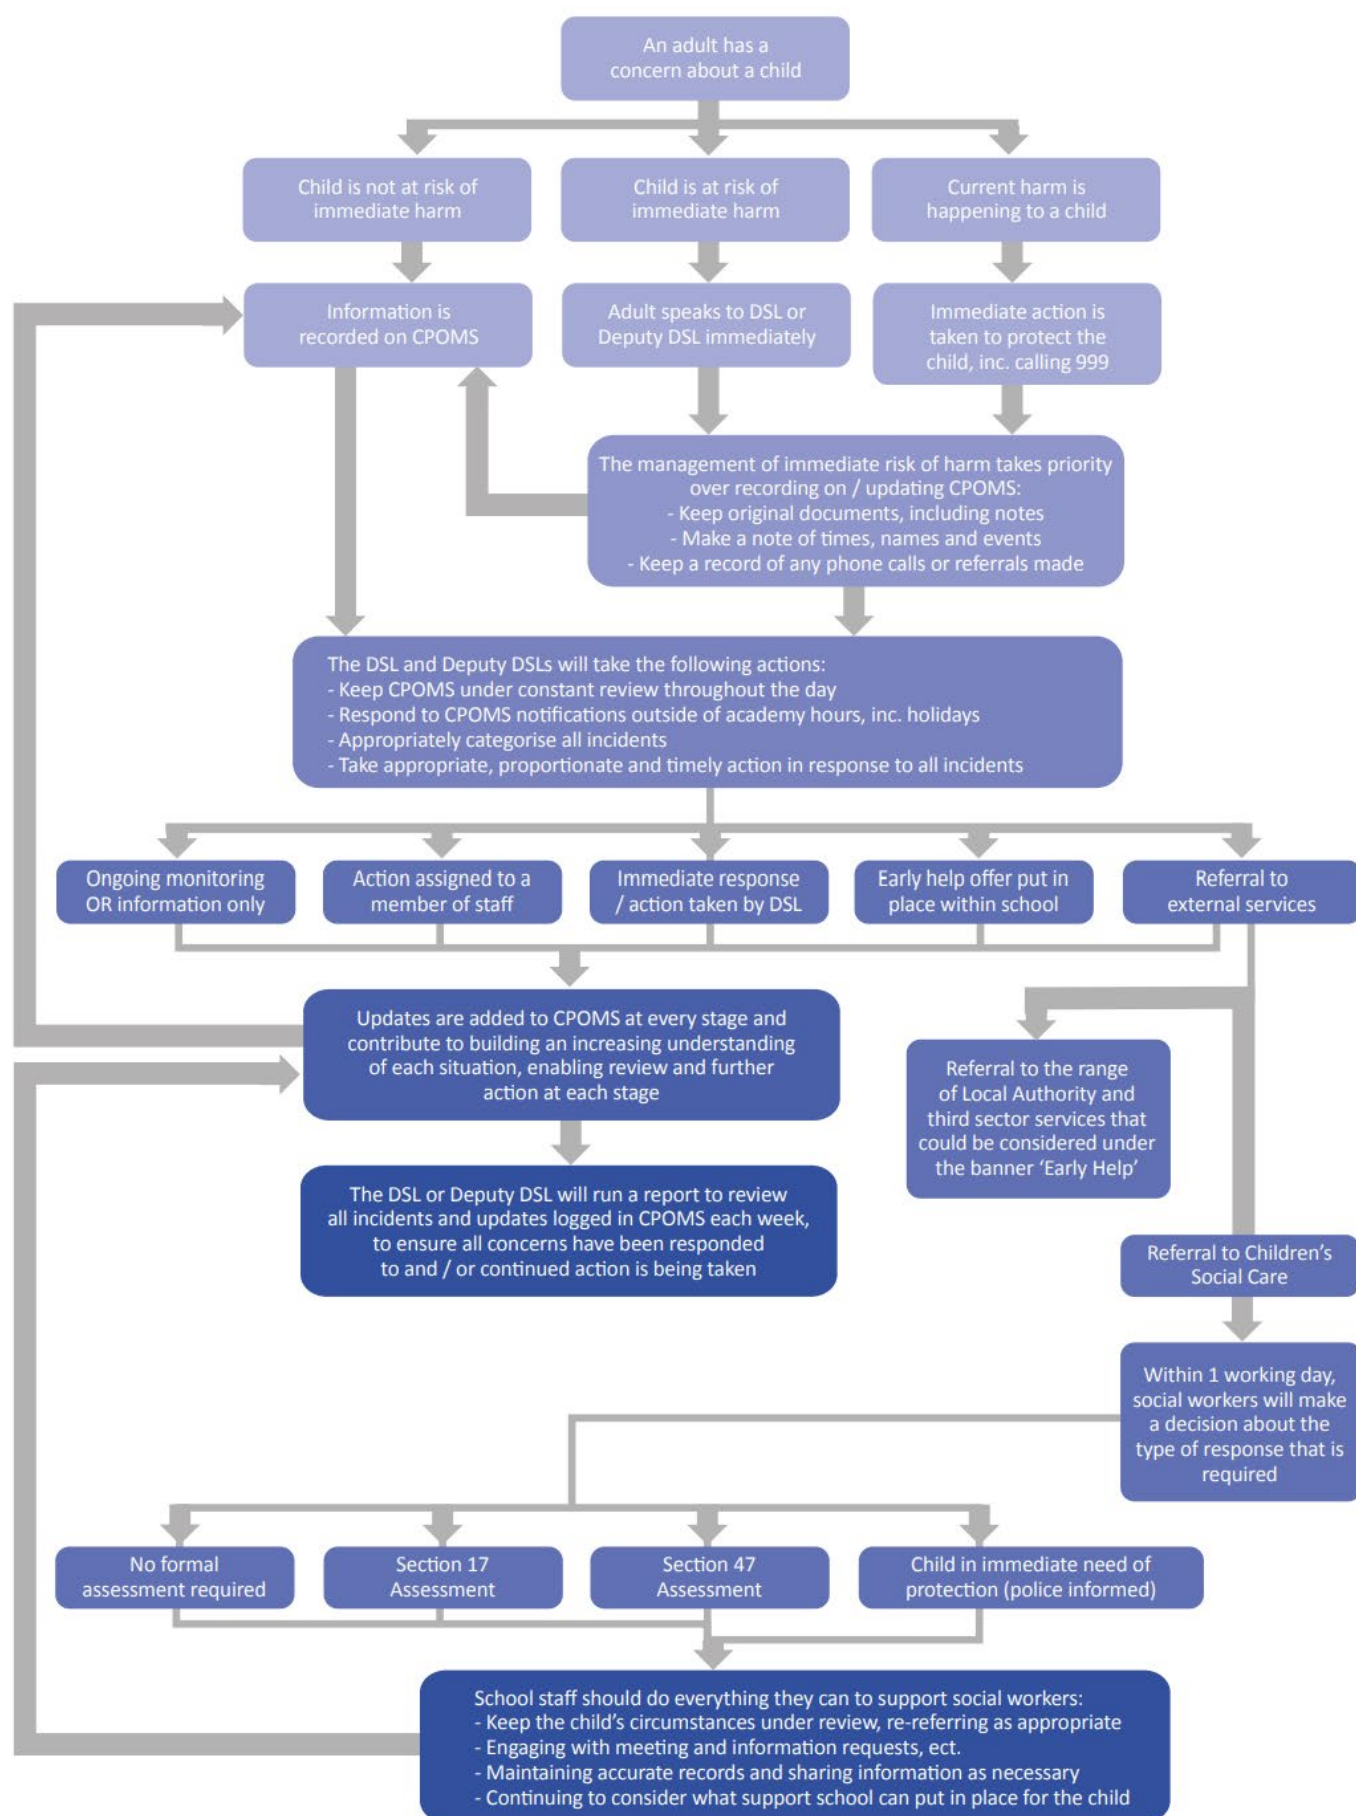 An adult has a
concern about a child
Child is not at risk of
immediate harm
Child is at risk of
immediate harm
Current harm is
happening to a child
Information is
recorded on CPOMS
Adult speaks to DSL or
Deputy DSL immediately
Immediate action is
taken to protect the
child, inc. calling 999
The management of immediate risk of harm takes priority
over recording on / updating CPOMS:
- Keep original documents, including notes
- Make a note of times, names and events
- Keep a record of any phone calls or referrals made
The DSL and Deputy DSLs will take the following actions:
- Keep CPOMS under constant review throughout the day
- Respond to CPOMS notifications outside of academy hours, inc. holidays
- Appropriately categorise all incidents
- Take appropriate, proportionate and timely action in response to all incidents
Ongoing monitoring
OR information only
Action assigned to a
member of staff
Immediate response
/ action taken by DSL
Early help offer put in
place within school
Referral to
external services
Updates are added to CPOMS at every stage and
contribute to building an increasing understanding
of each situation, enabling review and further
action at each stage
Referral to the range
of Local Authority and
third sector services that
could be considered under
the banner ‘Early Help’
The DSL or Deputy DSL will run a report to review
all incidents and updates logged in CPOMS each week,
to ensure all concerns have been responded
to and / or continued action is being taken
Referral to Children’s
Social Care
Within 1 working day,
social workers will make
a decision about the
type of response that is
required
No formal
assessment required
Section 17
Assessment
Section 47
Assessment
Child in immediate need of
protection (police informed)
School staff should do everything they can to support social workers:
- Keep the child’s circumstances under review, re-referring as appropriate
- Engaging with meeting and information requests, ect.
- Maintaining accurate records and sharing information as necessary
- Continuing to consider what support school can put in place for the child